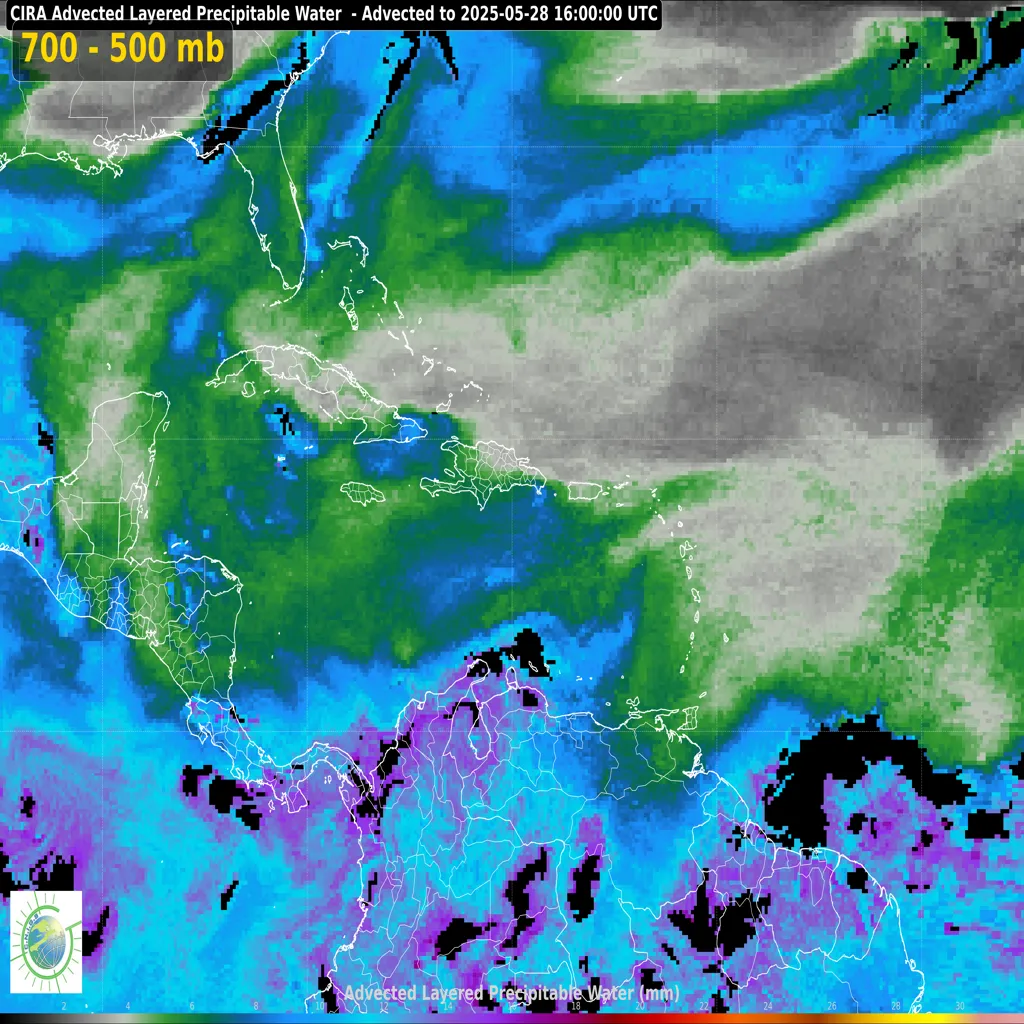 CIRA Advected Layered Precipitable Water - Advected to 2025-05-28 16:00:00 UTC
700 - 500 mb
Advected Layered Precipitable Water (mm)
2 4 6 8 10 12 14 16 18 20 22 24 26 28 30